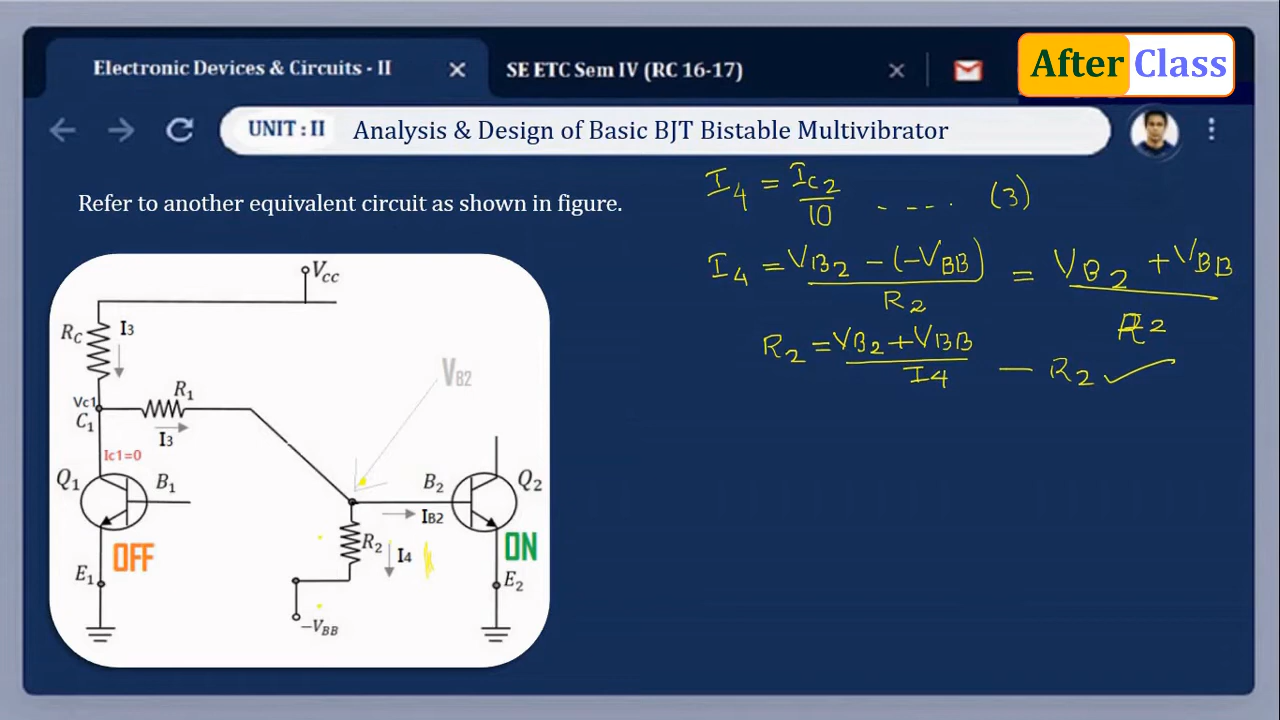 Electronic Devices & Circuits - II
SE ETC Sem IV (RC 16-17)
After Class
UNIT : II
Analysis & Design of Basic BJT Bistable Multivibrator
Refer to another equivalent circuit as shown in figure.
I4 = IC2/10 ---- (3)
I4 = VB2 - (-VBB)/R2 = VB2 + VBB/R2
R2 = VB2 + VBB/I4 — R2 ✓
VCC
RC I3
R1
Vc1
C1
I3
VB2
Ic1=0
Q1 B1 B2 Q2
IB2
OFF R2 I4 ON
E1 E2
-VBB